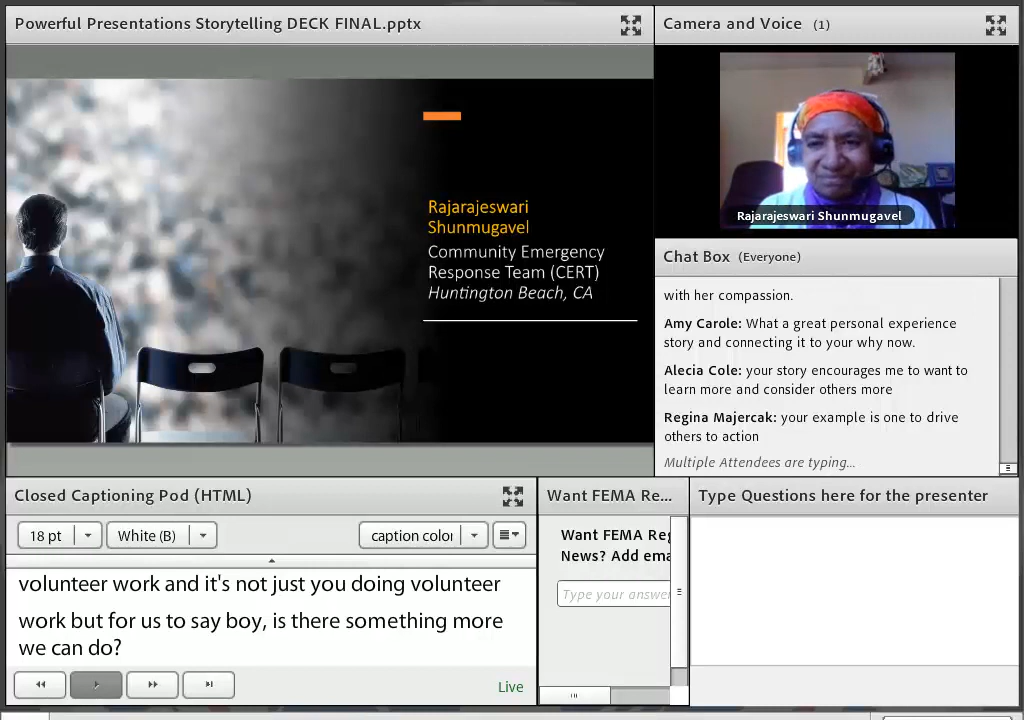 Powerful Presentations Storytelling DECK FINAL.pptx
Rajarajeswari
Shunmugavel
Community Emergency
Response Team (CERT)
Huntington Beach, CA
Camera and Voice (1)
Rajarajeswari Shunmugavel
Chat Box (Everyone)
with her compassion.
Amy Carole: What a great personal experience
story and connecting it to your why now.
Alecia Cole: your story encourages me to want to
learn more and consider others more
Regina Majercak: your example is one to drive
others to action
Multiple Attendees are typing...
Closed Captioning Pod (HTML)
18 pt
White (B)
caption color
volunteer work and it's not just you doing volunteer
work but for us to say boy, is there something more
we can do?
Live
Want FEMA Re...
Want FEMA Reg
News? Add ema
Type your answer
Type Questions here for the presenter